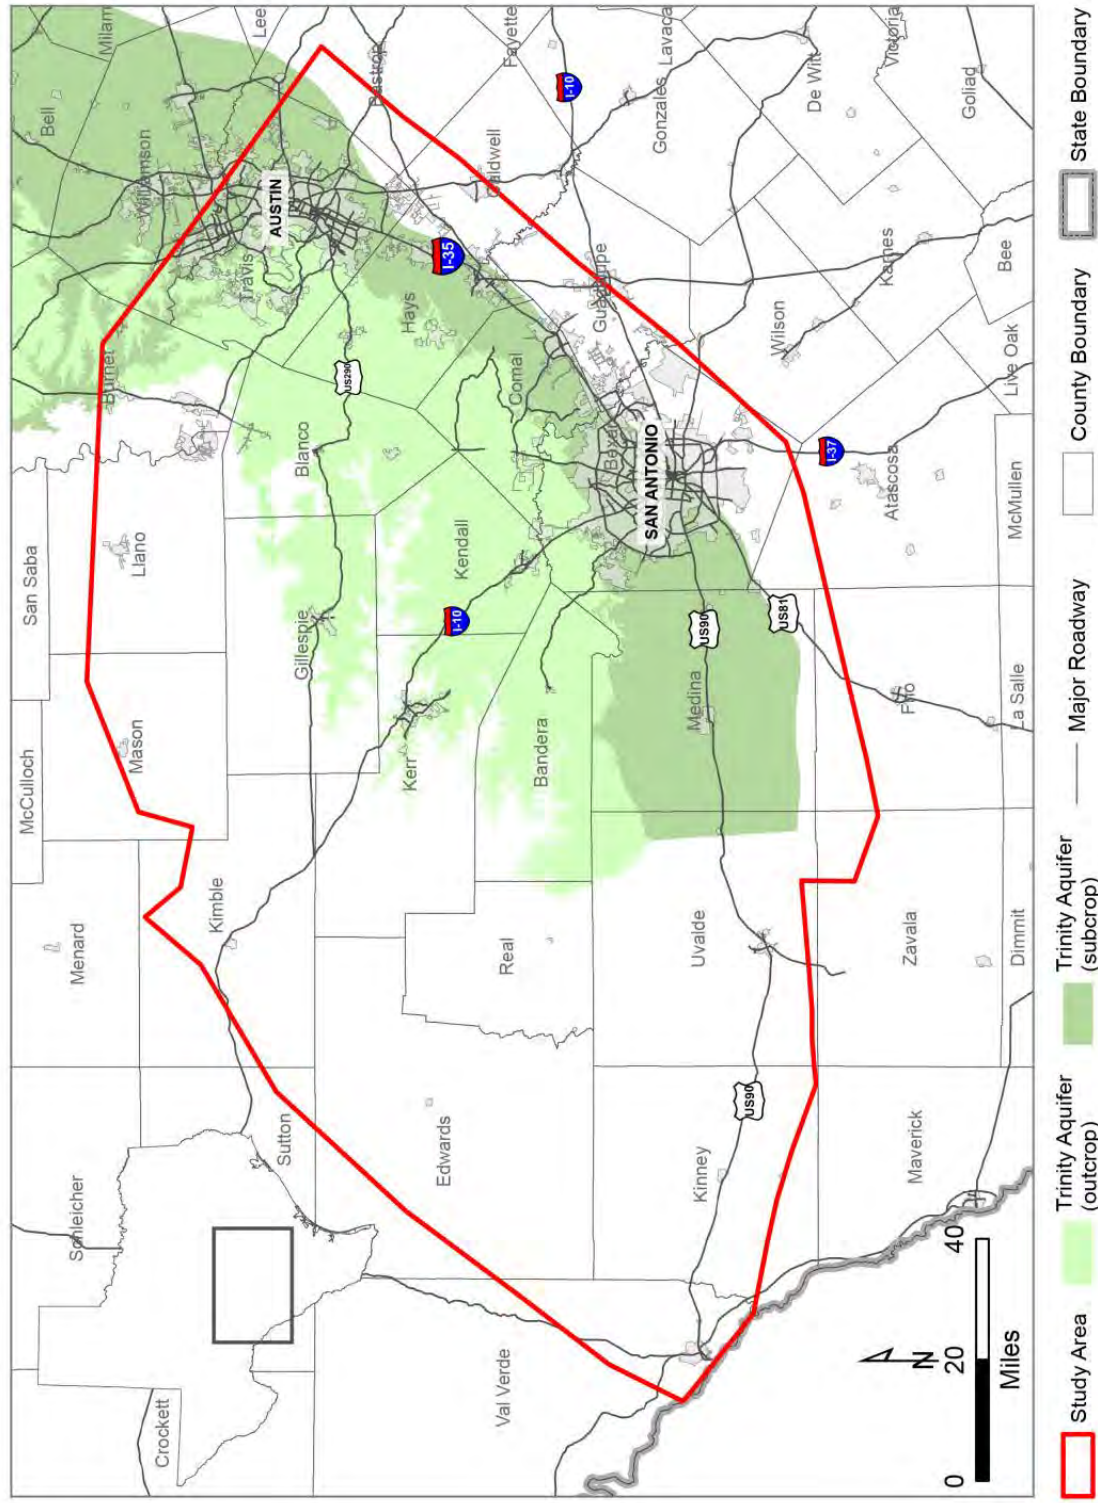 McCulloch
San Saba
Bell
Schleicher
Menard
Milam
Burnet
Mason
Llano
Williamson
Crockett
Kimble
Travis
Lee
AUSTIN
Sutton
Gillespie
Blanco
US290
Bastrop
Hays
Kerr
Edwards
I-35
I-10
Kendall
Caldwell
Val Verde
Real
Fayette
Comal
Bandera
I-10
Guadalupe
Bexar
SAN ANTONIO
Gonzales
Lavaca
Kinney
Uvalde
Medina
US90
US90
Wilson
US81
De Witt
I-37
Karnes
Atascosa
Victoria
Frio
Zavala
Maverick
N
0 20 40
Miles
Goliad
Bee
Live Oak
McMullen
La Salle
Dimmit
Study Area
Trinity Aquifer
(outcrop)
Trinity Aquifer
(subcrop)
Major Roadway
County Boundary
State Boundary